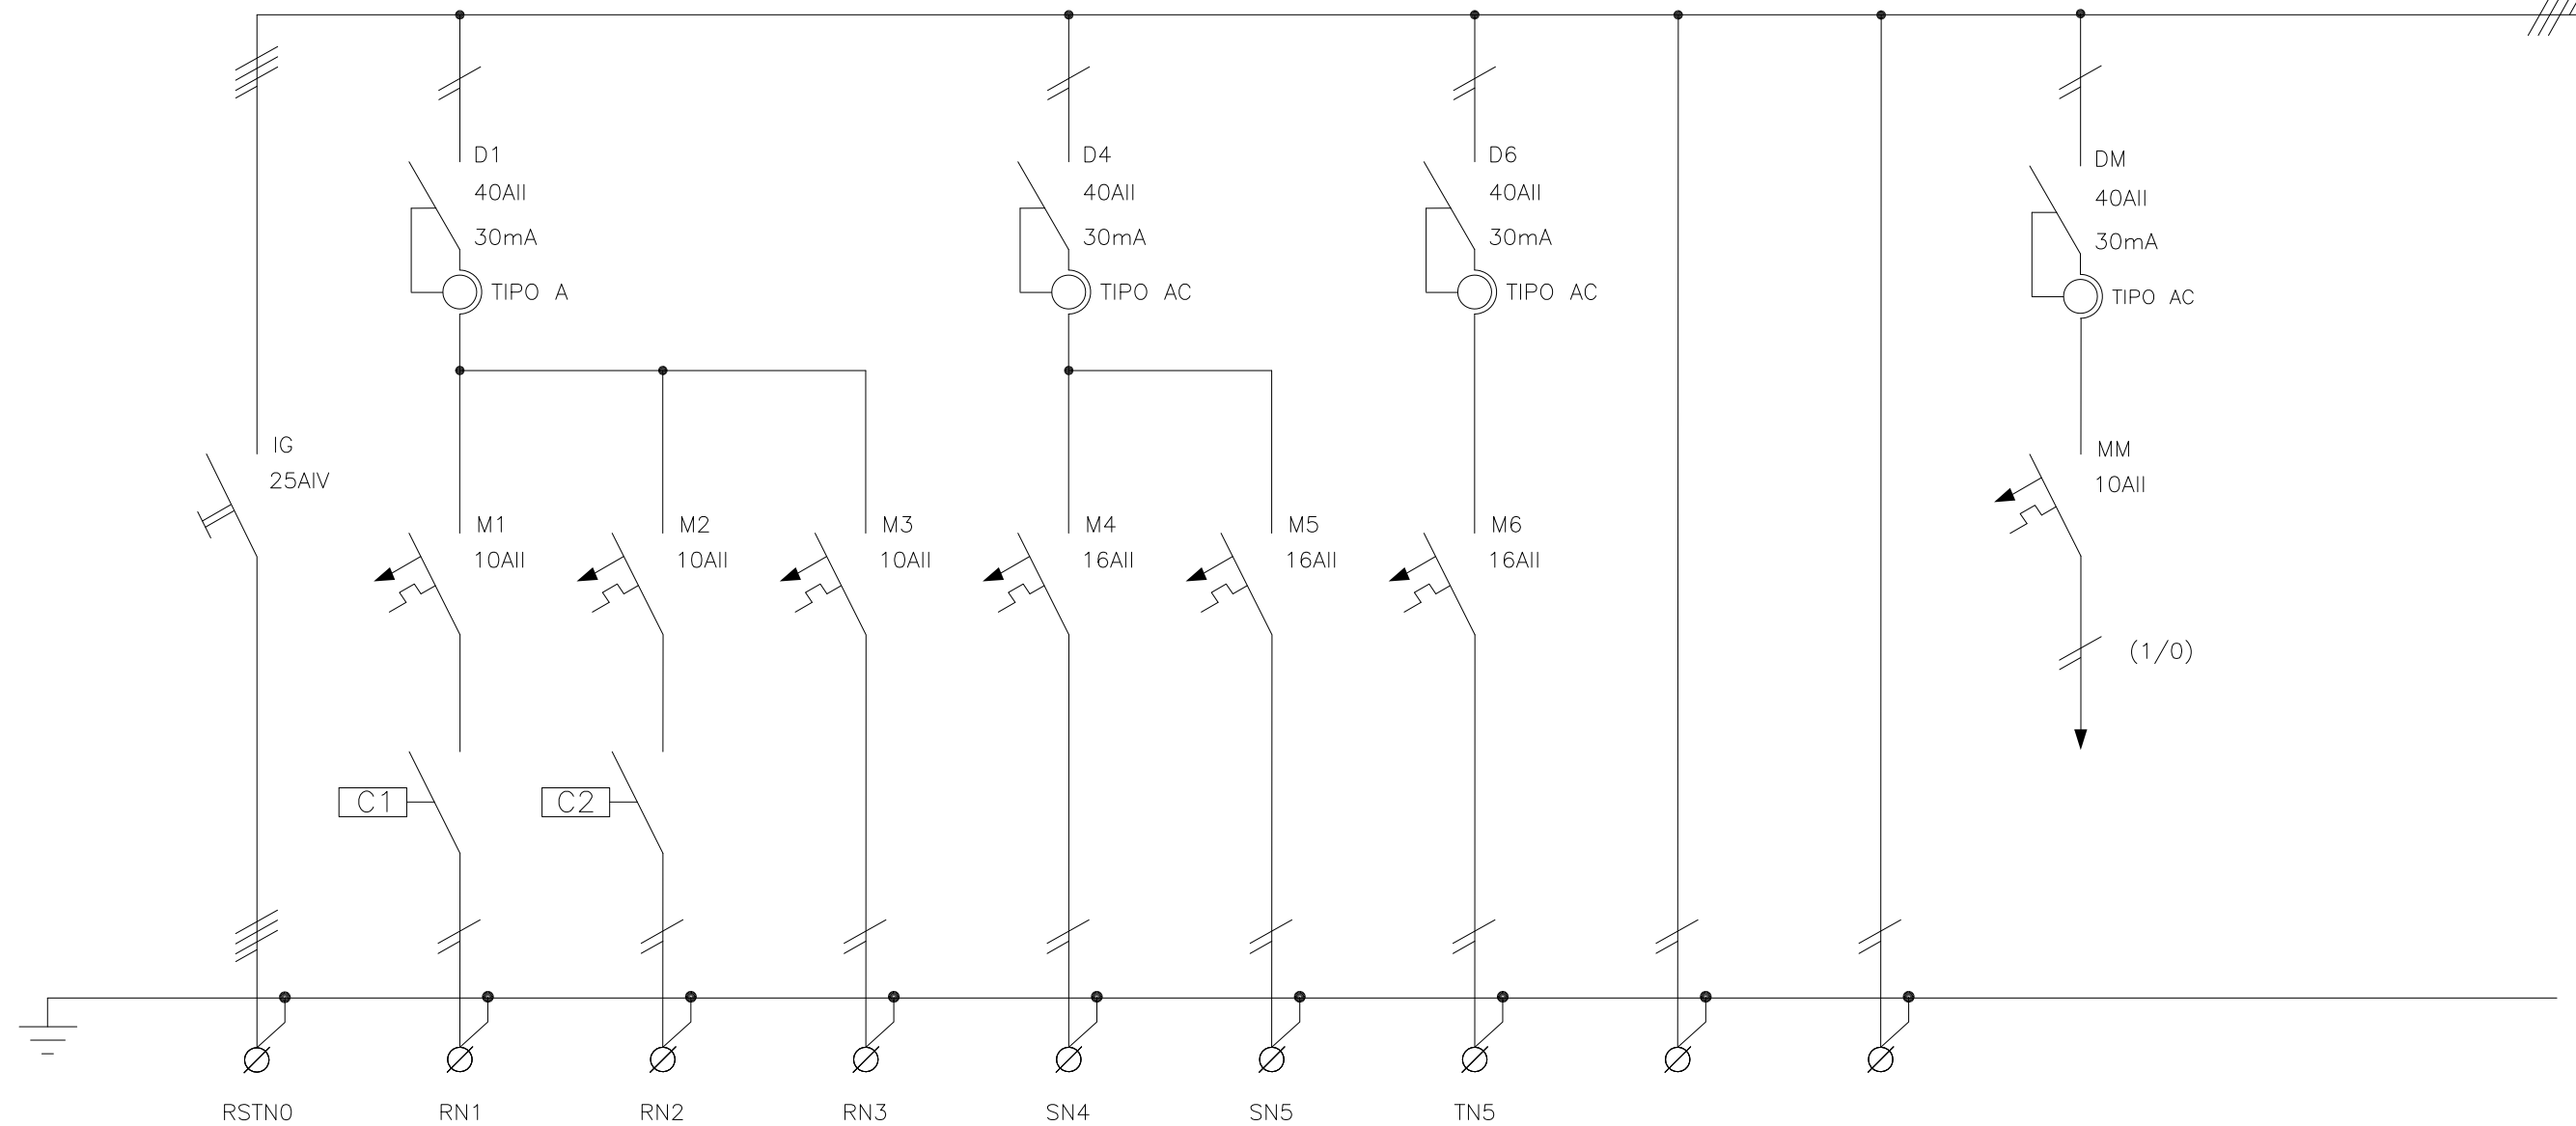 D1
40AII
30mA
TIPO A
D4
40AII
30mA
TIPO AC
D6
40AII
30mA
TIPO AC
DM
40AII
30mA
TIPO AC
IG
25AIV
MM
10AII
M1
10AII
M2
10AII
M3
10AII
M4
16AII
M5
16AII
M6
16AII
(1/0)
C1
C2
RSTN0
RN1
RN2
RN3
SN4
SN5
TN5